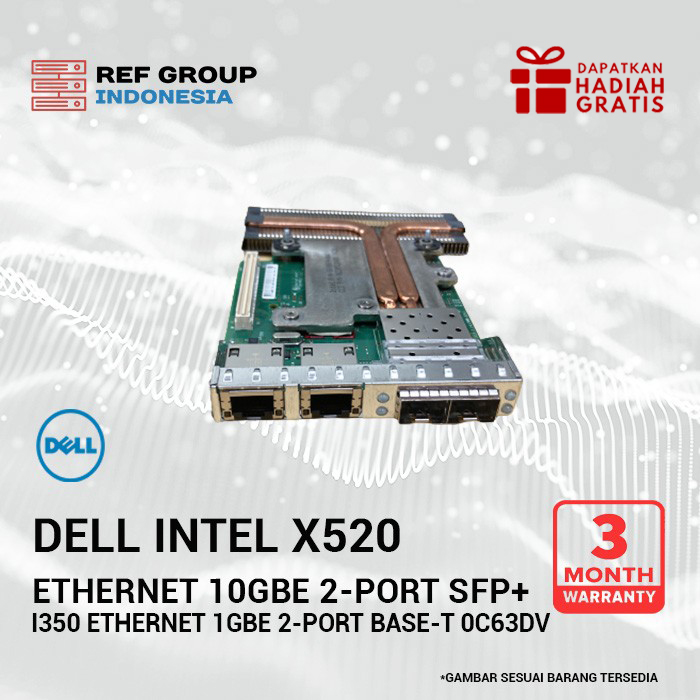 REF GROUP
INDONESIA
DAPATKAN
HADIAH
GRATIS
DELL
DELL INTEL X520
ETHERNET 10GBE 2-PORT SFP+
I350 ETHERNET 1GBE 2-PORT BASE-T 0C63DV
3
MONTH
WARRANTY
*GAMBAR SESUAI BARANG TERSEDIA